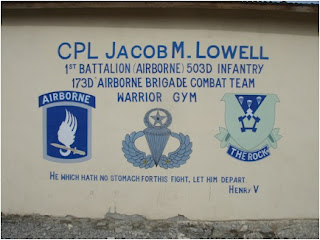 CPL JACOB M. LOWELL
1ST BATTALION (AIRBORNE) 503D INFANTRY
173D AIRBORNE BRIGADE COMBAT TEAM
WARRIOR GYM
AIRBORNE
THE ROCK
HE WHICH HATH NO STOMACH FOR THIS FIGHT, LET HIM DEPART.
HENRY V